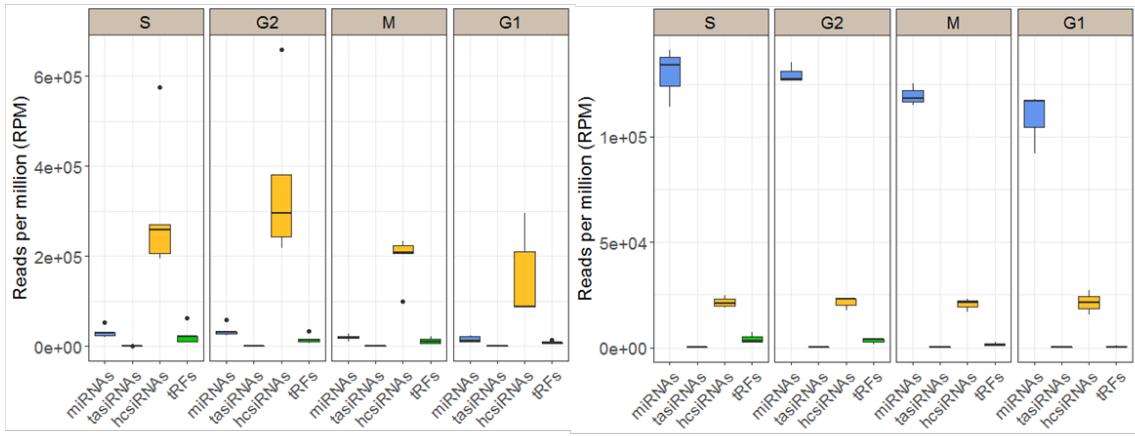 S G2 M G1
Reads per million (RPM)
6e+05
4e+05
2e+05
0e+00
miRNAs tasiRNAs hcsiRNAs tRFs miRNAs tasiRNAs hcsiRNAs tRFs miRNAs tasiRNAs hcsiRNAs tRFs miRNAs tasiRNAs hcsiRNAs tRFs
S G2 M G1
Reads per million (RPM)
1e+05
5e+04
0e+00
miRNAs tasiRNAs hcsiRNAs tRFs miRNAs tasiRNAs hcsiRNAs tRFs miRNAs tasiRNAs hcsiRNAs tRFs miRNAs tasiRNAs hcsiRNAs tRFs